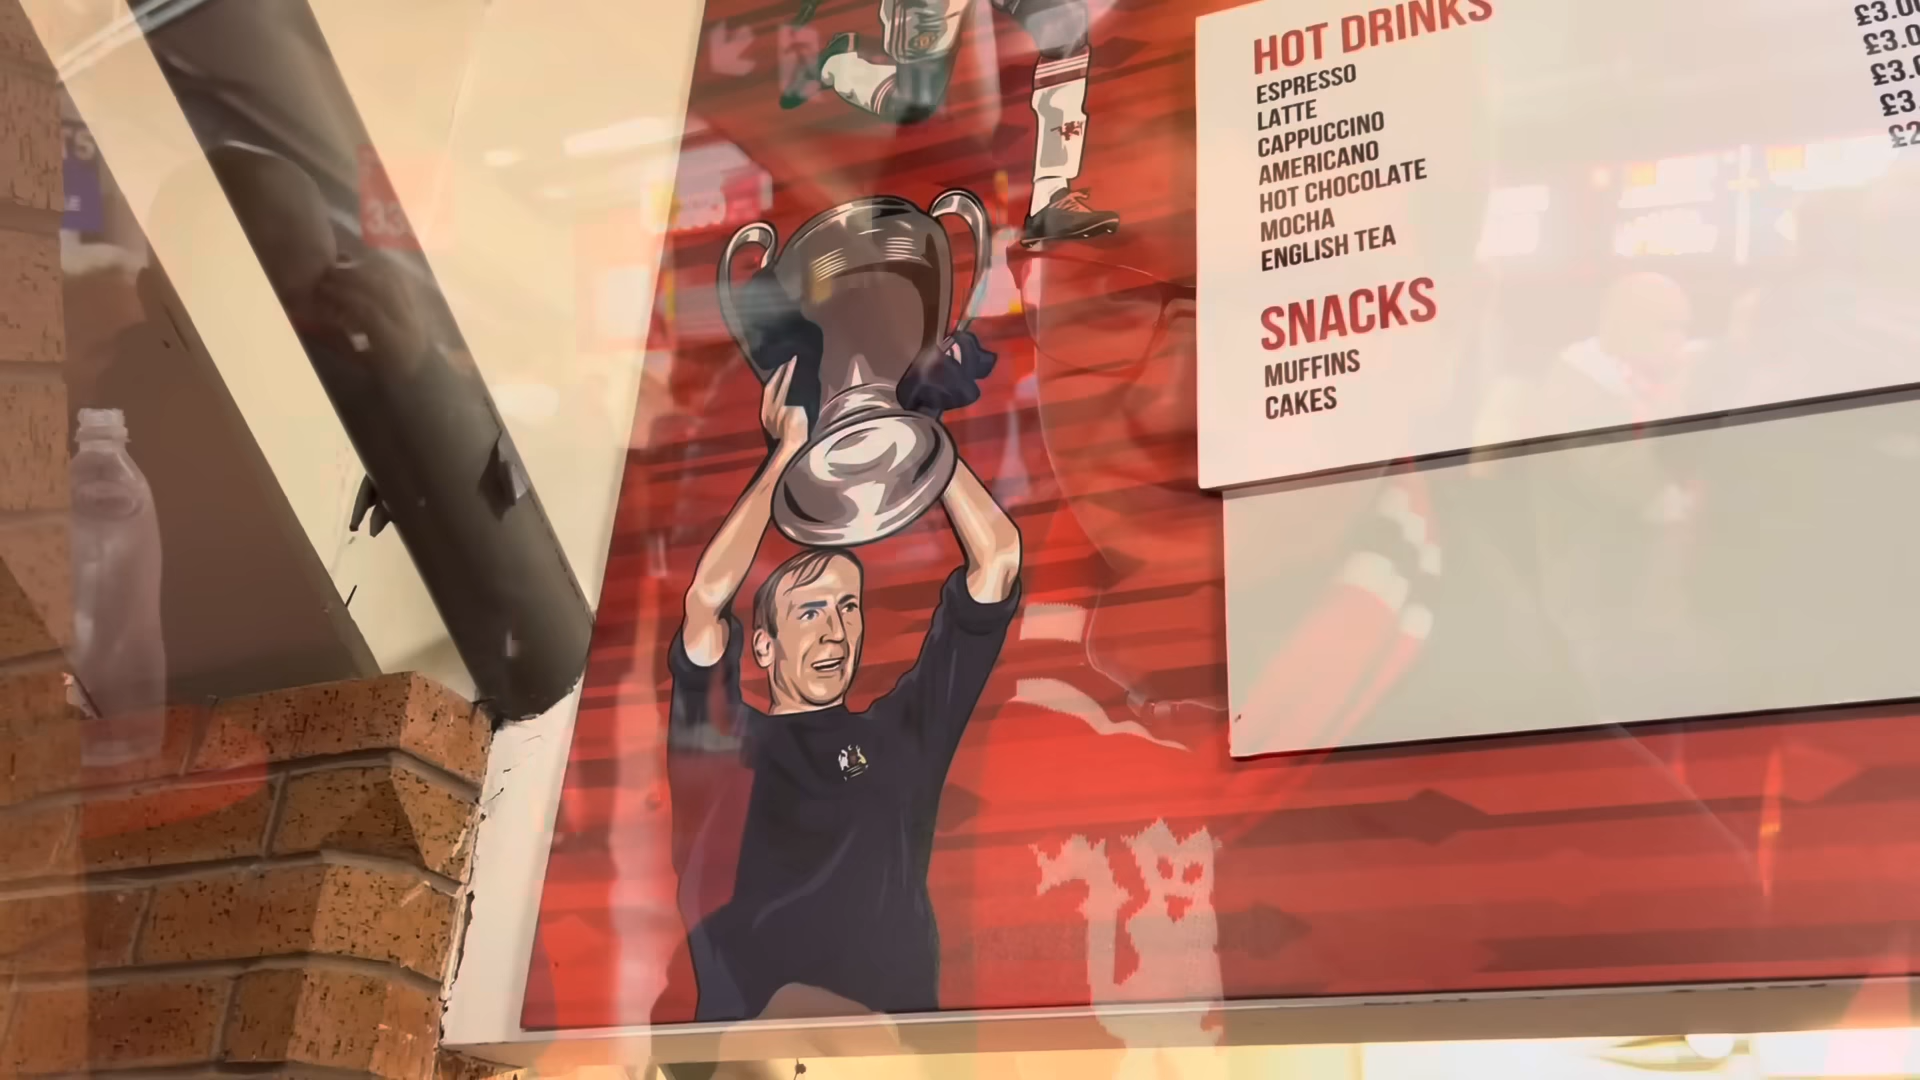 HOT DRINKS
ESPRESSO
LATTE
CAPPUCCINO
AMERICANO
HOT CHOCOLATE
MOCHA
ENGLISH TEA
SNACKS
MUFFINS
CAKES